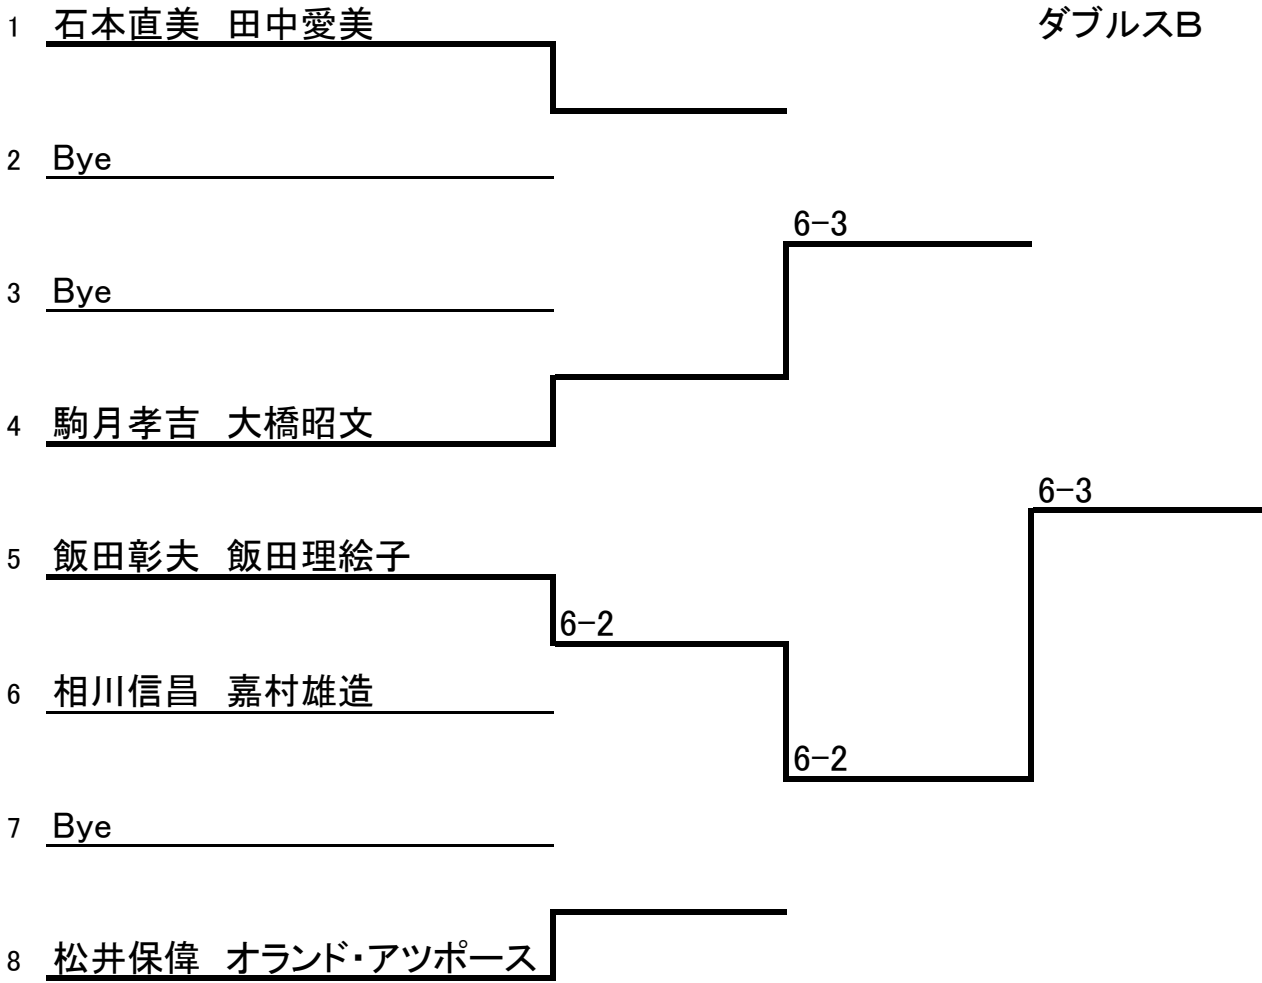 1 石本直美 田中愛美 ダブルスB
2 Bye
6-3
3 Bye
4 駒月孝吉 大橋昭文
6-3
5 飯田彰夫 飯田理絵子
6-2
6 相川信昌 嘉村雄造
6-2
7 Bye
8 松井保偉 オランド・アツポース